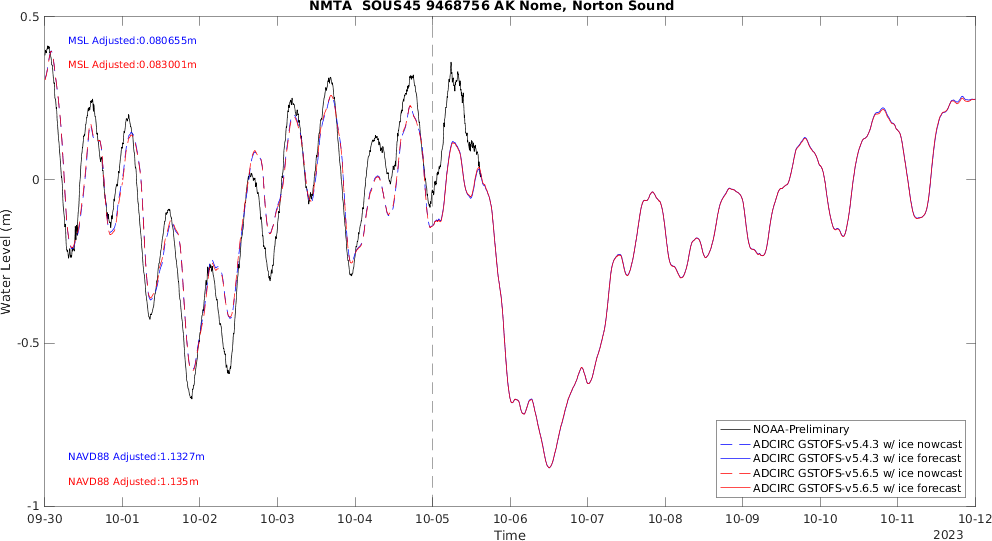 NMTA  SOUS45 9468756 AK Nome, Norton Sound
0.5
MSL Adjusted:0.080655m
MSL Adjusted:0.083001m
0
Water Level (m)
-0.5
NOAA-Preliminary
ADCIRC GSTOFS-v5.4.3 w/ ice nowcast
ADCIRC GSTOFS-v5.4.3 w/ ice forecast
ADCIRC GSTOFS-v5.6.5 w/ ice nowcast
ADCIRC GSTOFS-v5.6.5 w/ ice forecast
NAVD88 Adjusted:1.1327m
NAVD88 Adjusted:1.135m
-1
09-30 10-01 10-02 10-03 10-04 10-05 10-06 10-07 10-08 10-09 10-10 10-11 10-12
Time
2023